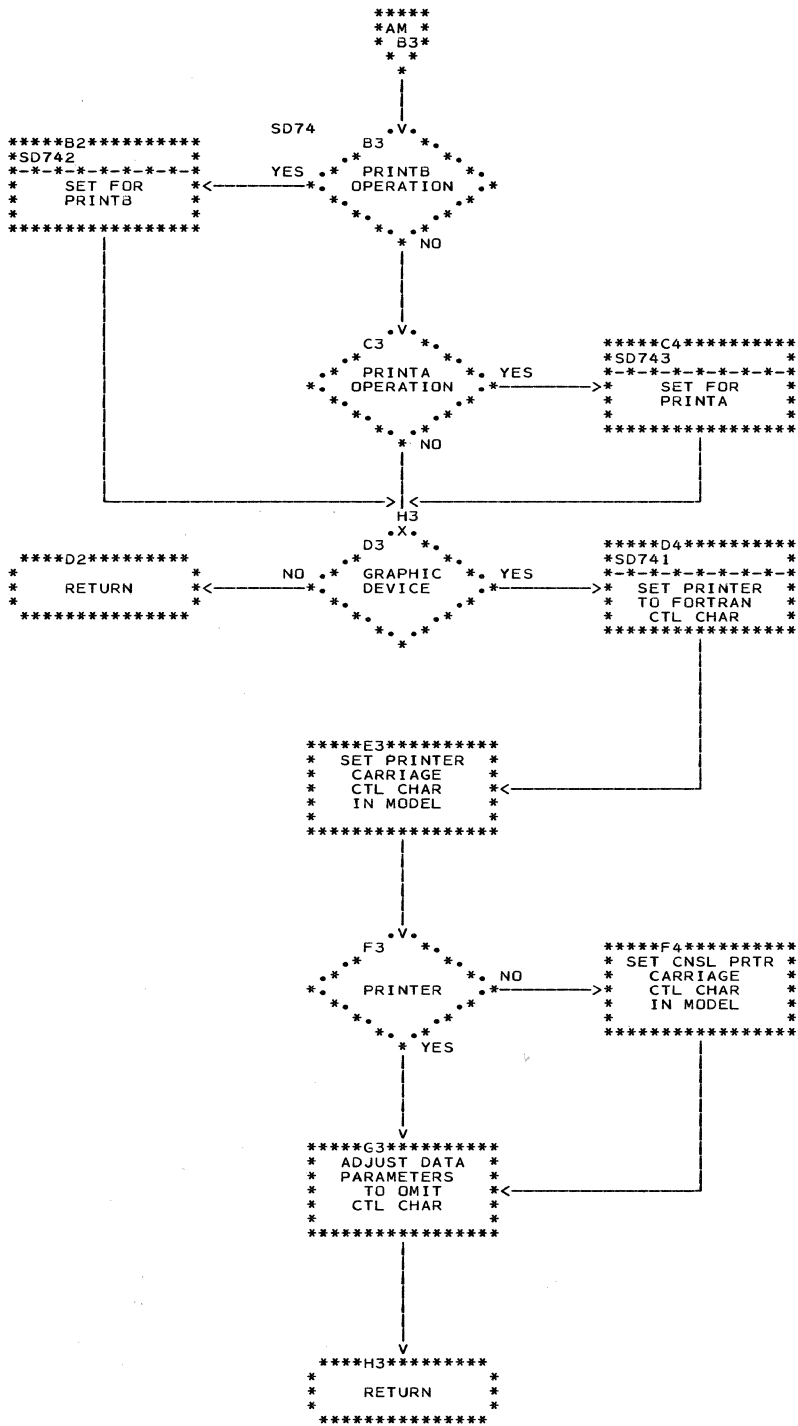 AM
B3
SD74
B3
PRINTB
OPERATION
YES
NO
B2
SD742
SET FOR
PRINTB
C3
PRINTA
OPERATION
YES
NO
C4
SD743
SET FOR
PRINTA
H3
X
D3
GRAPHIC
DEVICE
NO
YES
D2
RETURN
D4
SD741
SET PRINTER
TO FORTRAN
CTL CHAR
E3
SET PRINTER
CARRIAGE
CTL CHAR
IN MODEL
F3
PRINTER
NO
YES
F4
SET CNSL PRTR
CARRIAGE
CTL CHAR
IN MODEL
G3
ADJUST DATA
PARAMETERS
TO OMIT
CTL CHAR
H3
RETURN